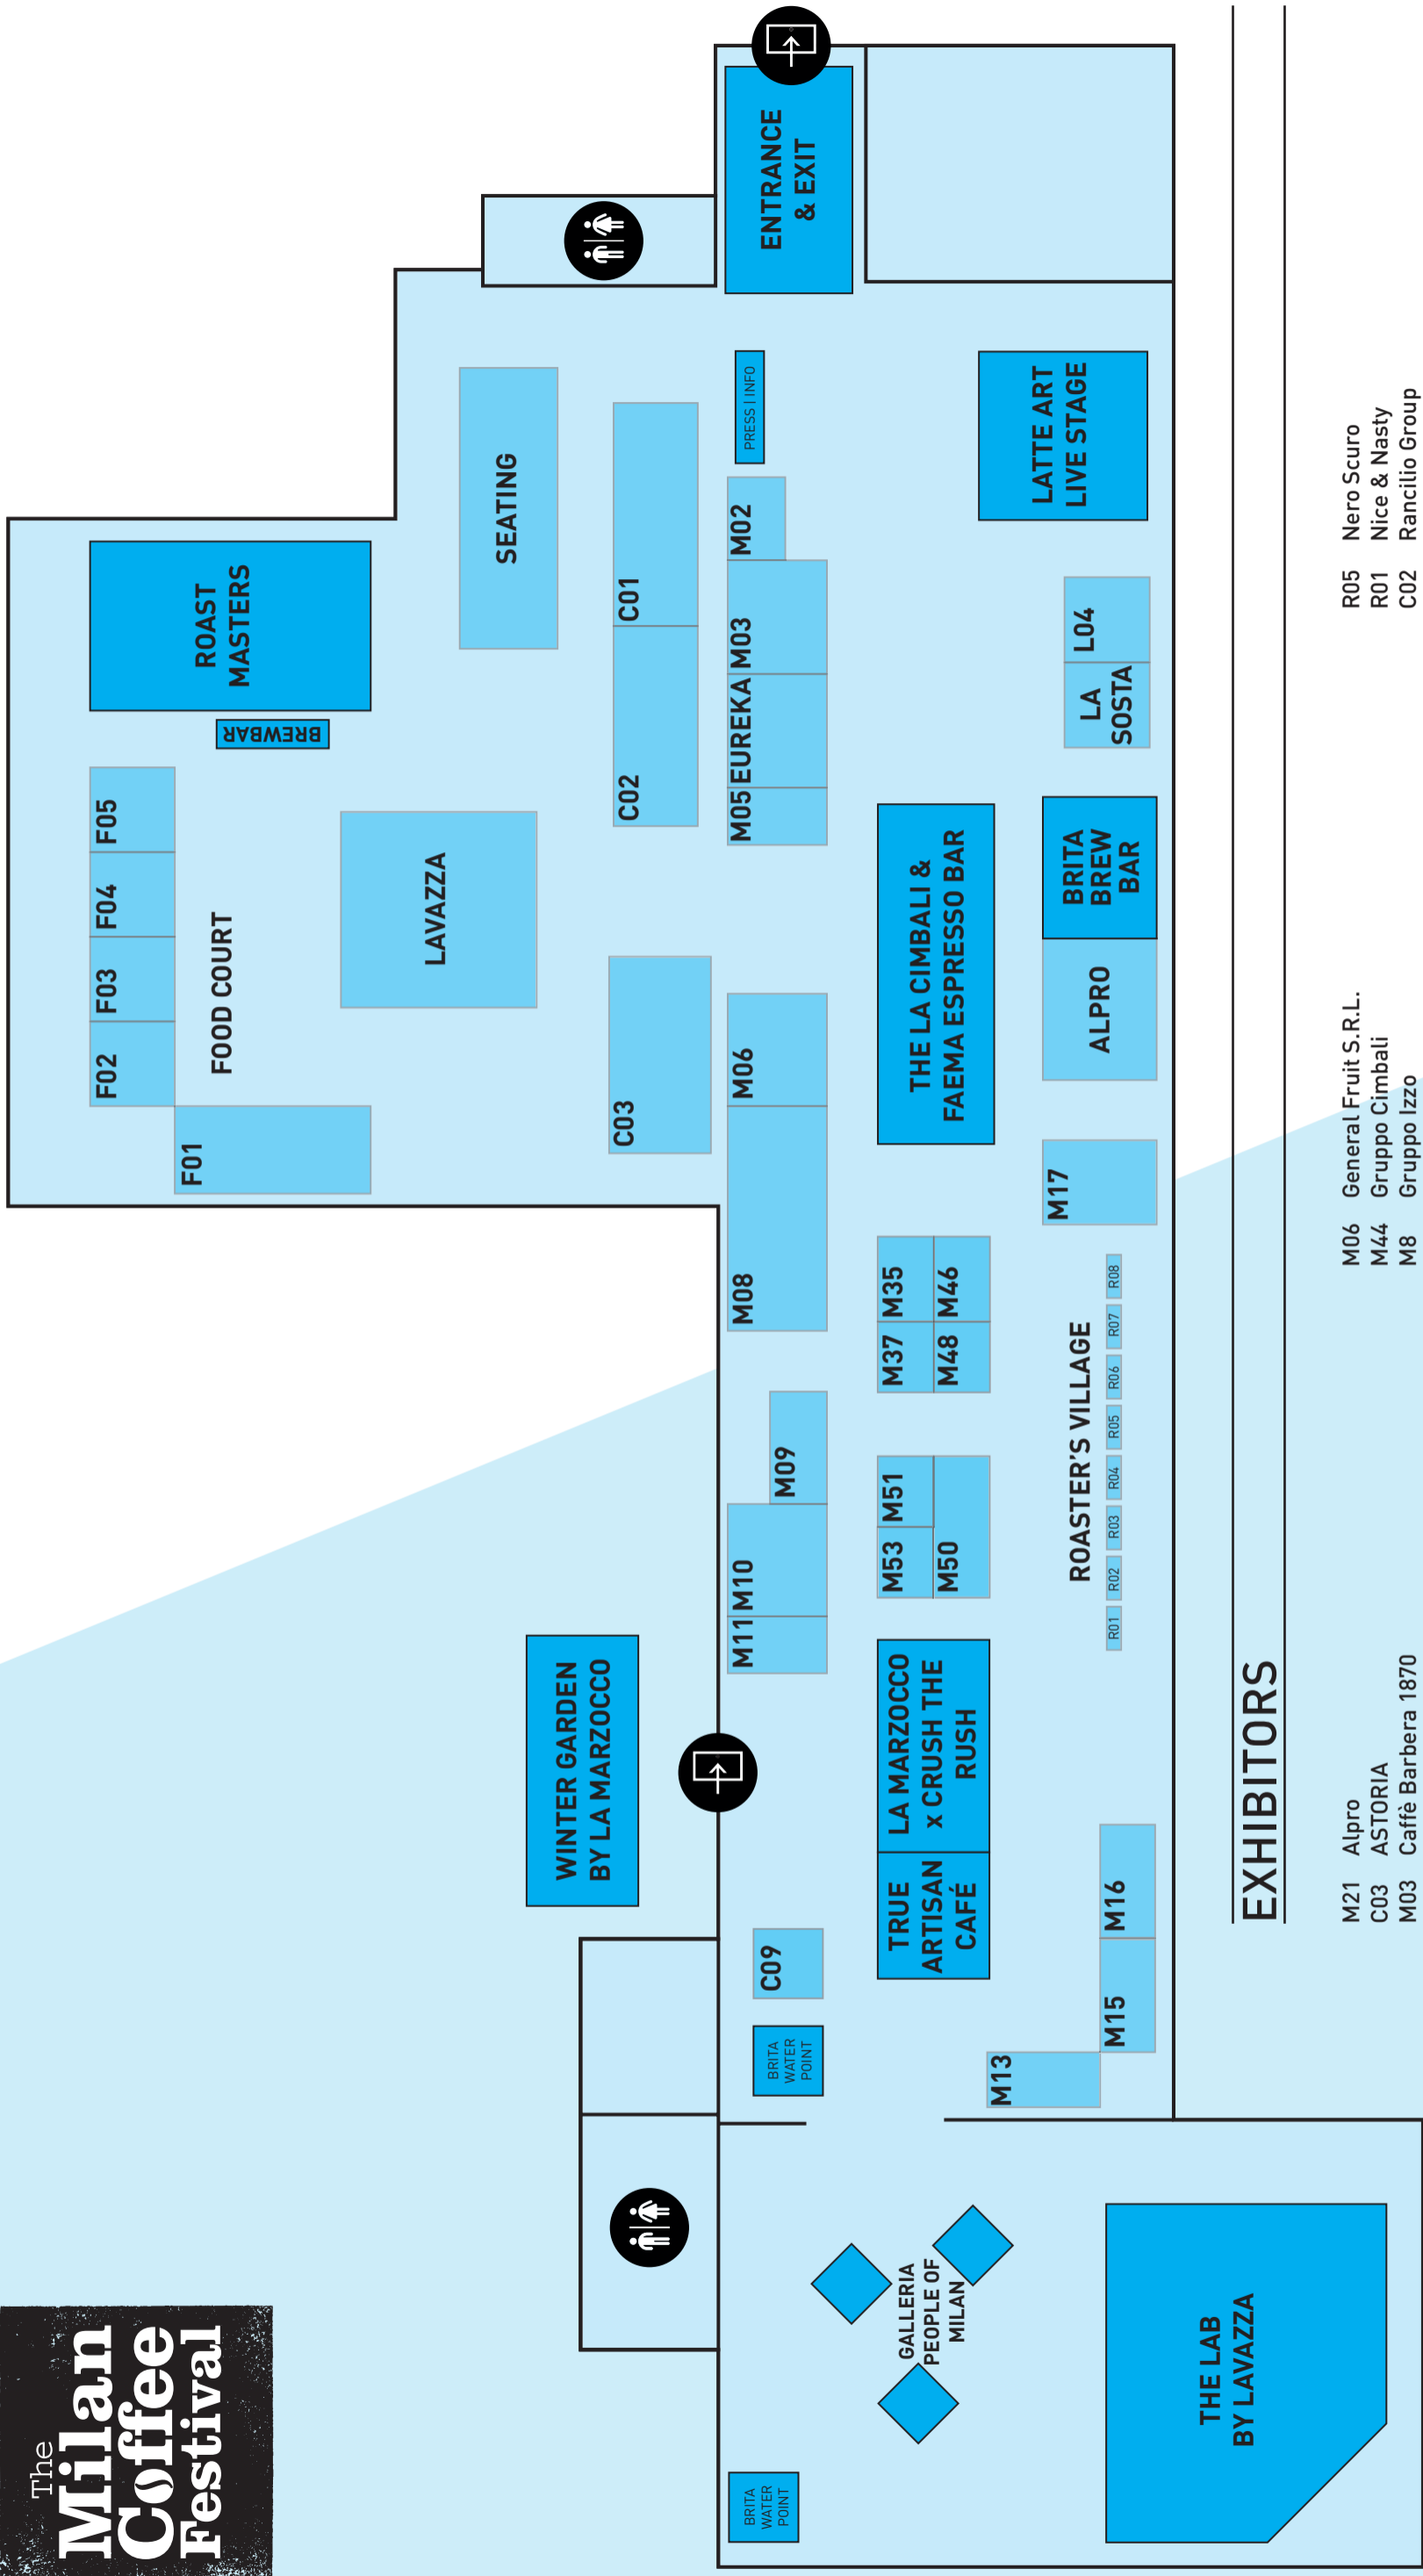 The
Milan
Coffee
Festival
ROAST
MASTERS
BREWBAR
F05
F04
F03
F02
F01
FOOD COURT
LAVAZZA
SEATING
C01
C02
C03
ENTRANCE
& EXIT
PRESS | INFO
M02
M03
EUREKA
M05
M06
M08
M09
M10
M11
WINTER GARDEN
BY LA MARZOCCO
C09
BRITA
WATER
POINT
BRITA
WATER
POINT
LATTE ART
LIVE STAGE
L04
LA
SOSTA
BRITA
BREW
BAR
ALPRO
THE LA CIMBALI &
FAEMA ESPRESSO BAR
M17
M35
M37
M46
M48
M51
M53
M50
LA MARZOCCO
x CRUSH THE
RUSH
TRUE
ARTISAN
CAFÉ
ROASTER'S VILLAGE
R01
R02
R03
R04
R05
R06
R07
R08
M16
M15
M13
GALLERIA
PEOPLE OF
MILAN
THE LAB
BY LAVAZZA
EXHIBITORS
M21 Alpro
C03 ASTORIA
M03 Caffè Barbera 1870
M06 General Fruit S.R.L.
M44 Gruppo Cimbali
M8 Gruppo Izzo
R05 Nero Scuro
R01 Nice & Nasty
C02 Rancilio Group